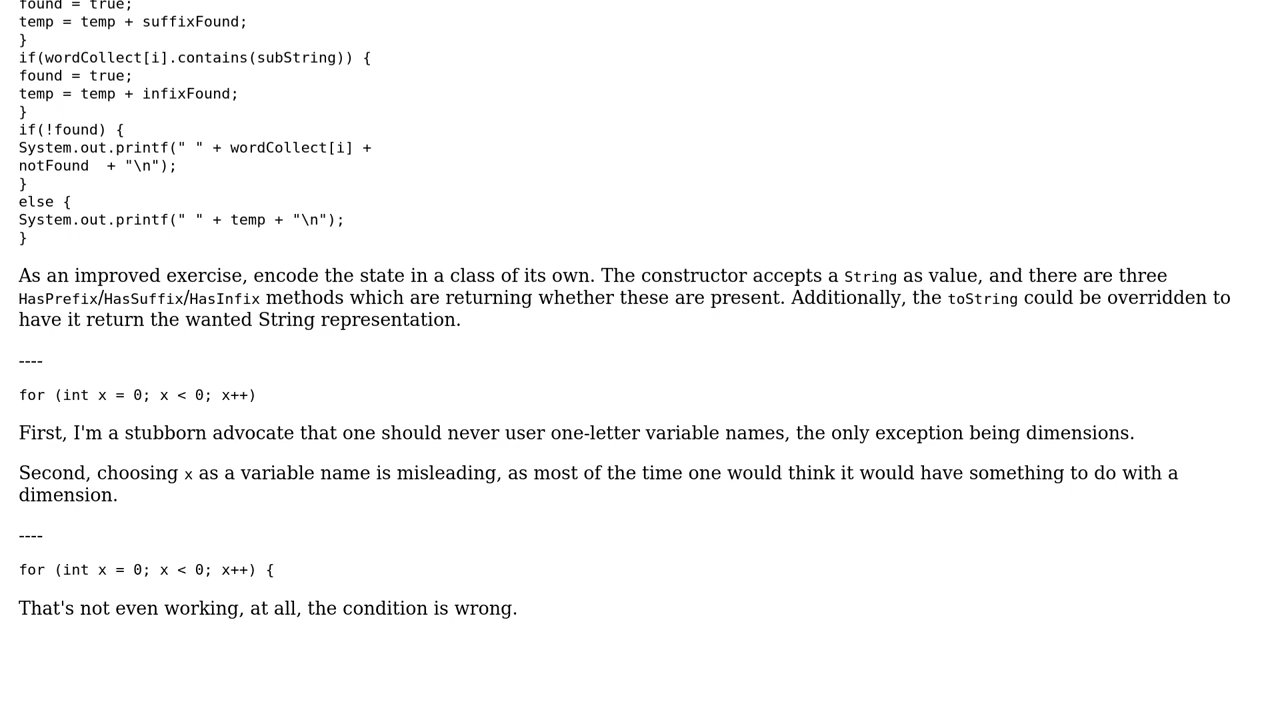 found = true;
temp = temp + suffixFound;
}
if(wordCollect[i].contains(subString)) {
found = true;
temp = temp + infixFound;
}
if(!found) {
System.out.printf(" " + wordCollect[i] +
notFound  + "\n");
}
else {
System.out.printf(" " + temp + "\n");
}
As an improved exercise, encode the state in a class of its own. The constructor accepts a String as value, and there are three
HasPrefix/HasSuffix/HasInfix methods which are returning whether these are present. Additionally, the toString could be overridden to
have it return the wanted String representation.
----
for (int x = 0; x < 0; x++)
First, I'm a stubborn advocate that one should never user one-letter variable names, the only exception being dimensions.
Second, choosing x as a variable name is misleading, as most of the time one would think it would have something to do with a
dimension.
----
for (int x = 0; x < 0; x++) {
That's not even working, at all, the condition is wrong.